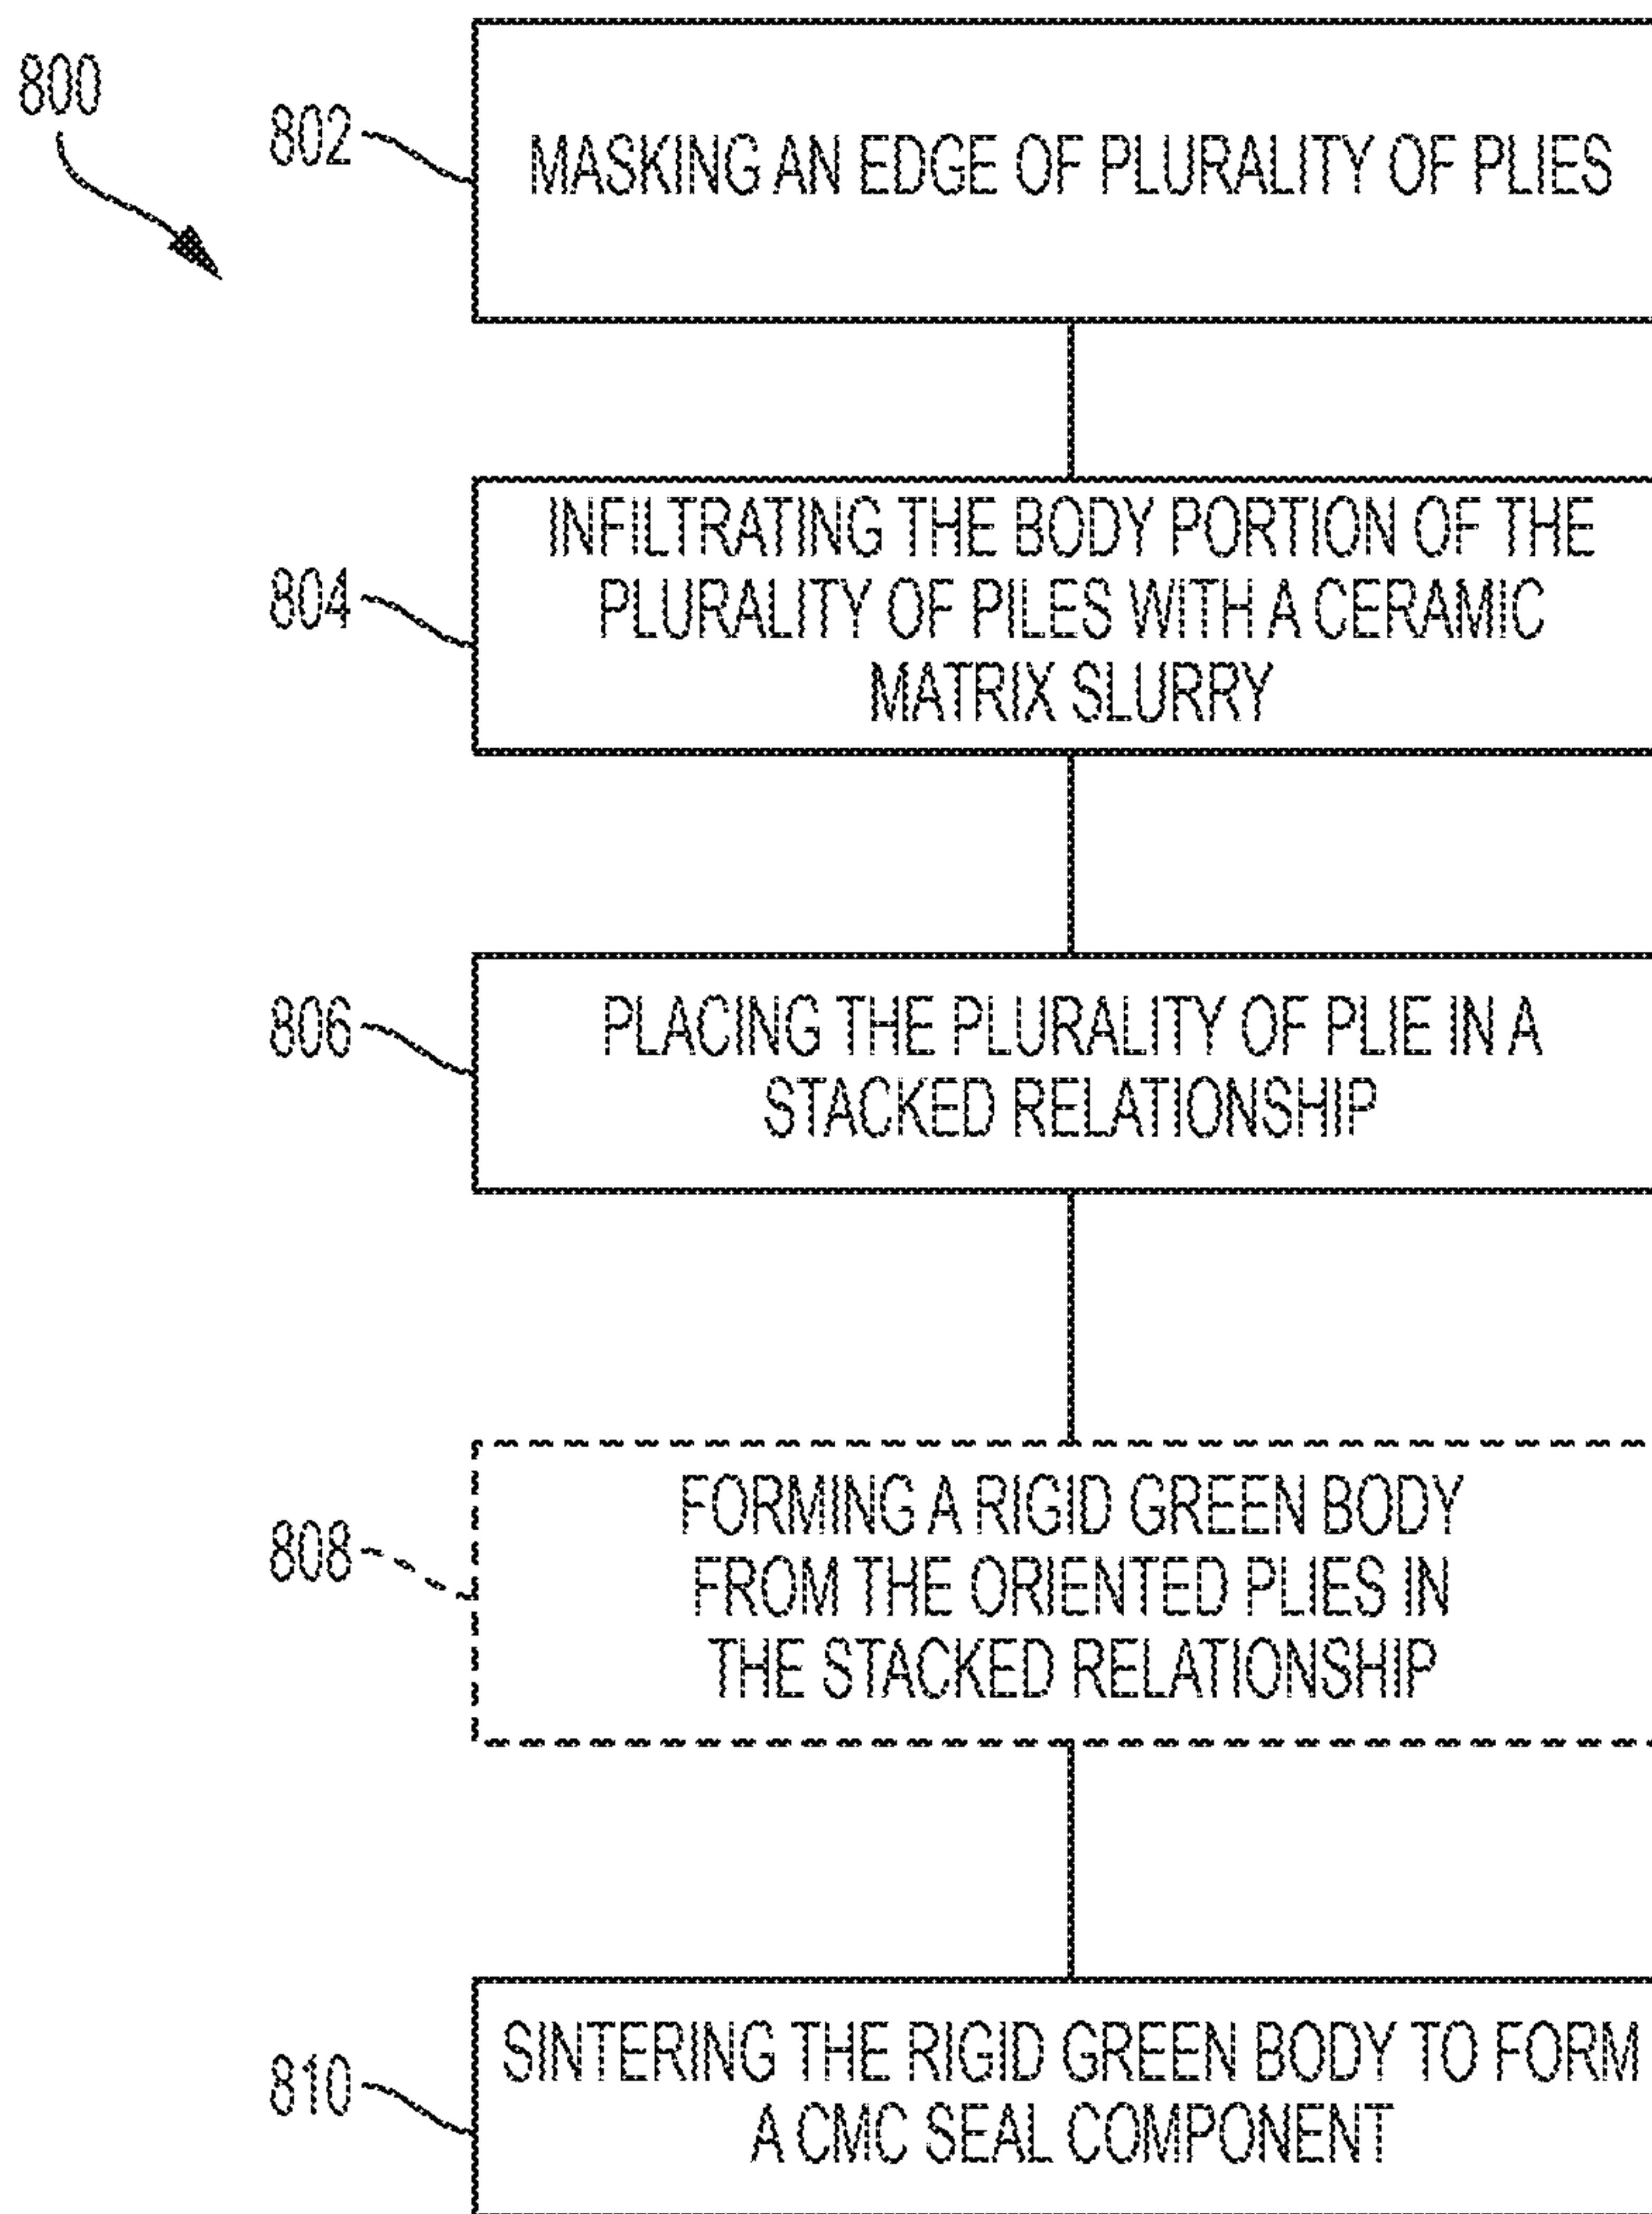 800
802
MASKING AN EDGE OF PLURALITY OF PLIES
804
INFILTRATING THE BODY PORTION OF THE
PLURALITY OF PILES WITH A CERAMIC
MATRIX SLURRY
806
PLACING THE PLURALITY OF PLIE IN A
STACKED RELATIONSHIP
808
FORMING A RIGID GREEN BODY
FROM THE ORIENTED PLIES IN
THE STACKED RELATIONSHIP
810
SINTERING THE RIGID GREEN BODY TO FORM
A CMC SEAL COMPONENT